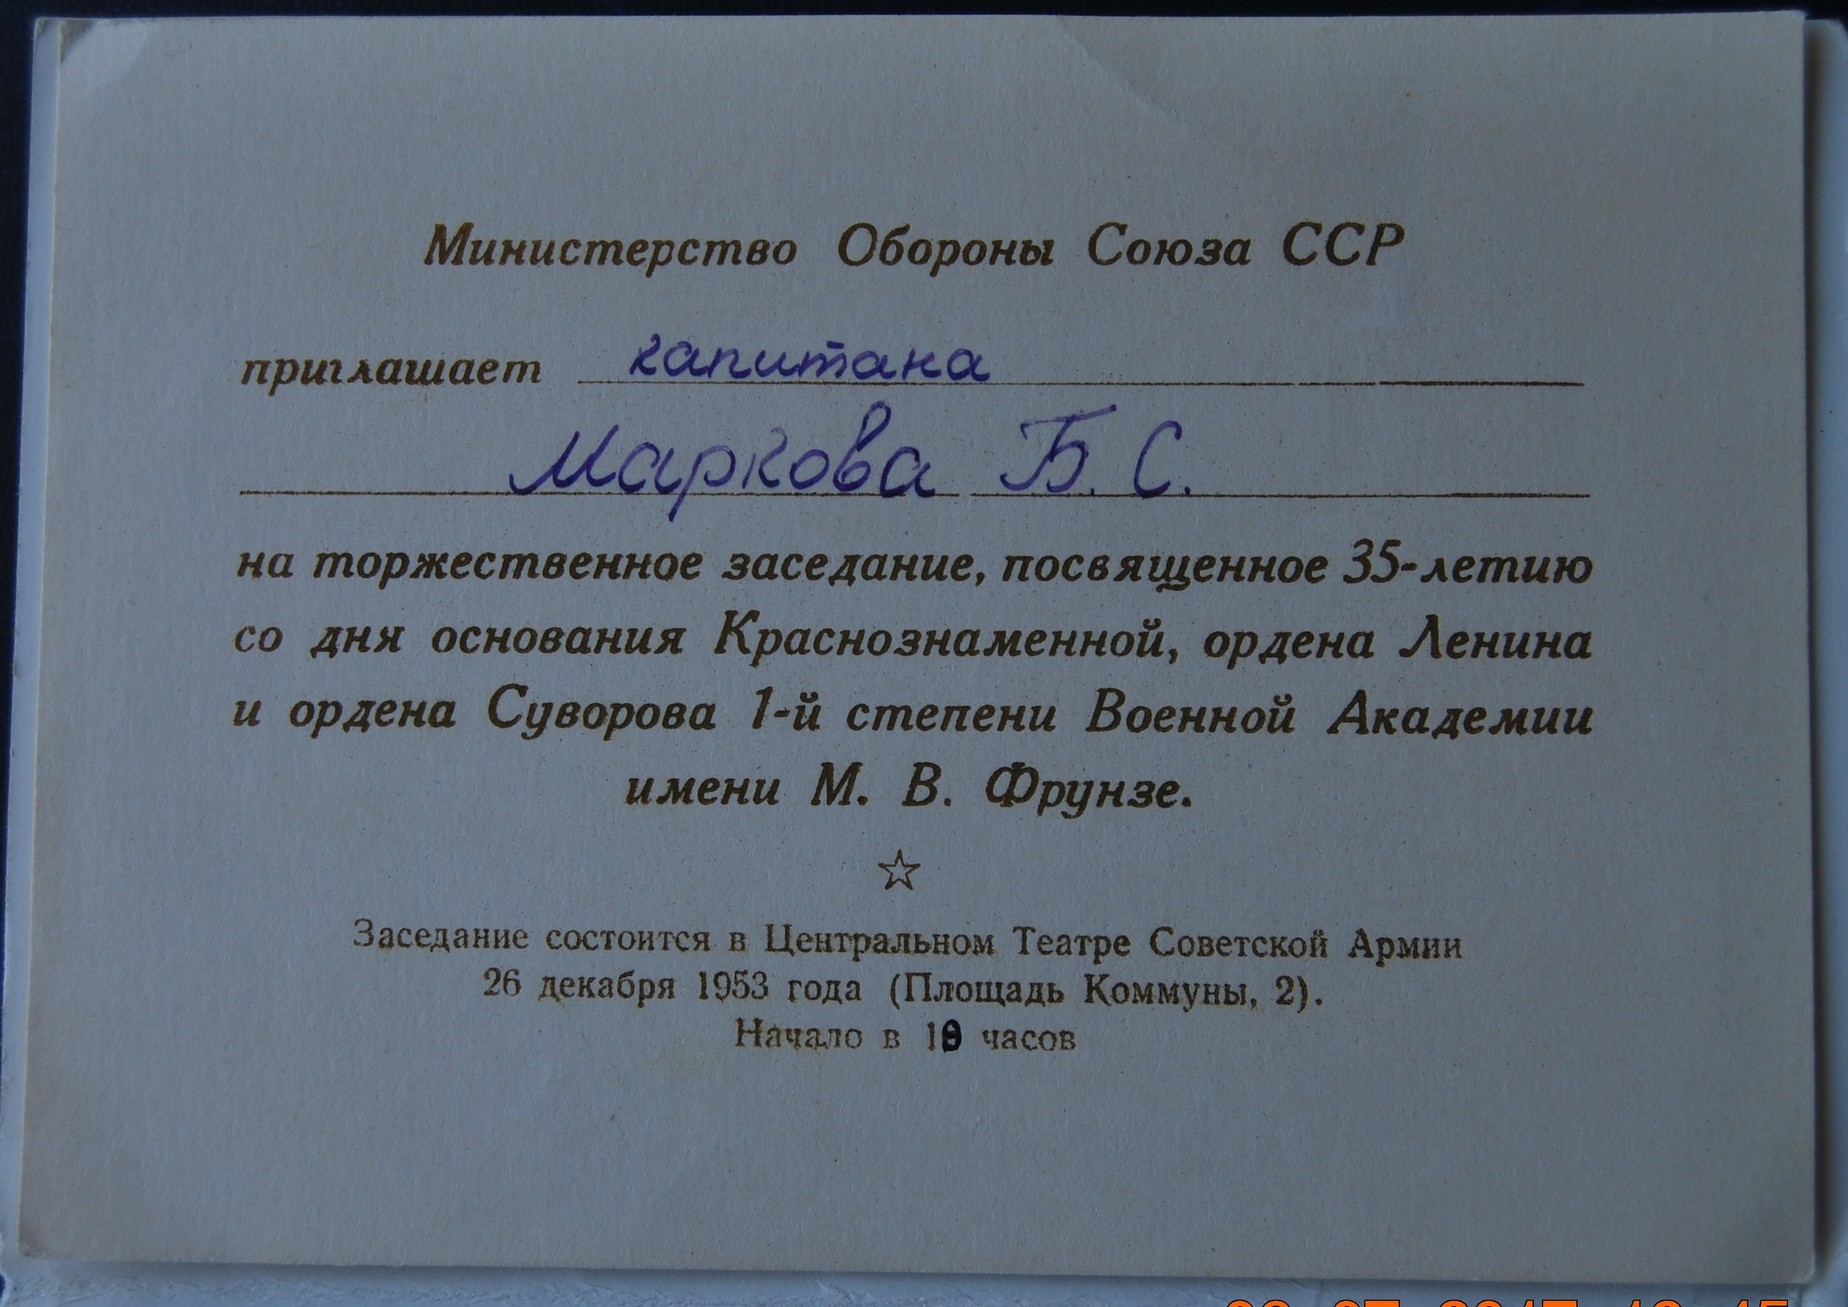 Министерство Обороны Союза ССР
приглашает капитана
Маркова Б. С.
на торжественное заседание, посвященное 35-летию
со дня основания Краснознаменной, ордена Ленина
и ордена Суворова 1-й степени Военной Академии
имени М. В. Фрунзе.
Заседание состоится в Центральном Театре Советской Армии
26 декабря 1953 года (Площадь Коммуны, 2).
Начало в часов